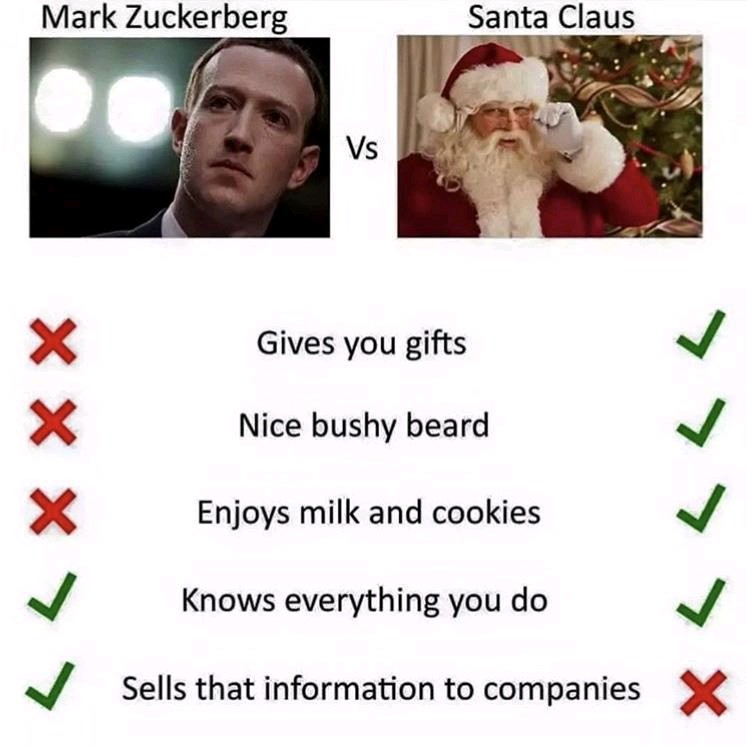 Mark Zuckerberg
Santa Claus
Vs
Gives you gifts
Nice bushy beard
Enjoys milk and cookies
Knows everything you do
Sells that information to companies